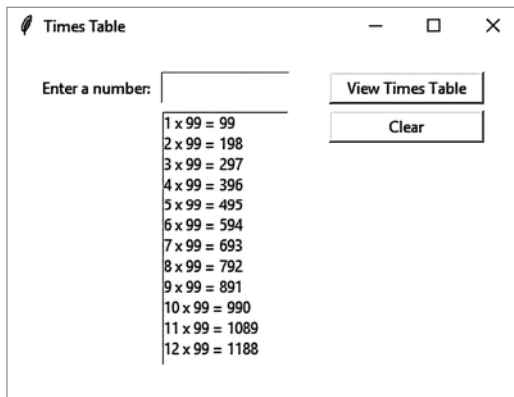 Times Table
Enter a number:
View Times Table
Clear
1 x 99 = 99
2 x 99 = 198
3 x 99 = 297
4 x 99 = 396
5 x 99 = 495
6 x 99 = 594
7 x 99 = 693
8 x 99 = 792
9 x 99 = 891
10 x 99 = 990
11 x 99 = 1089
12 x 99 = 1188